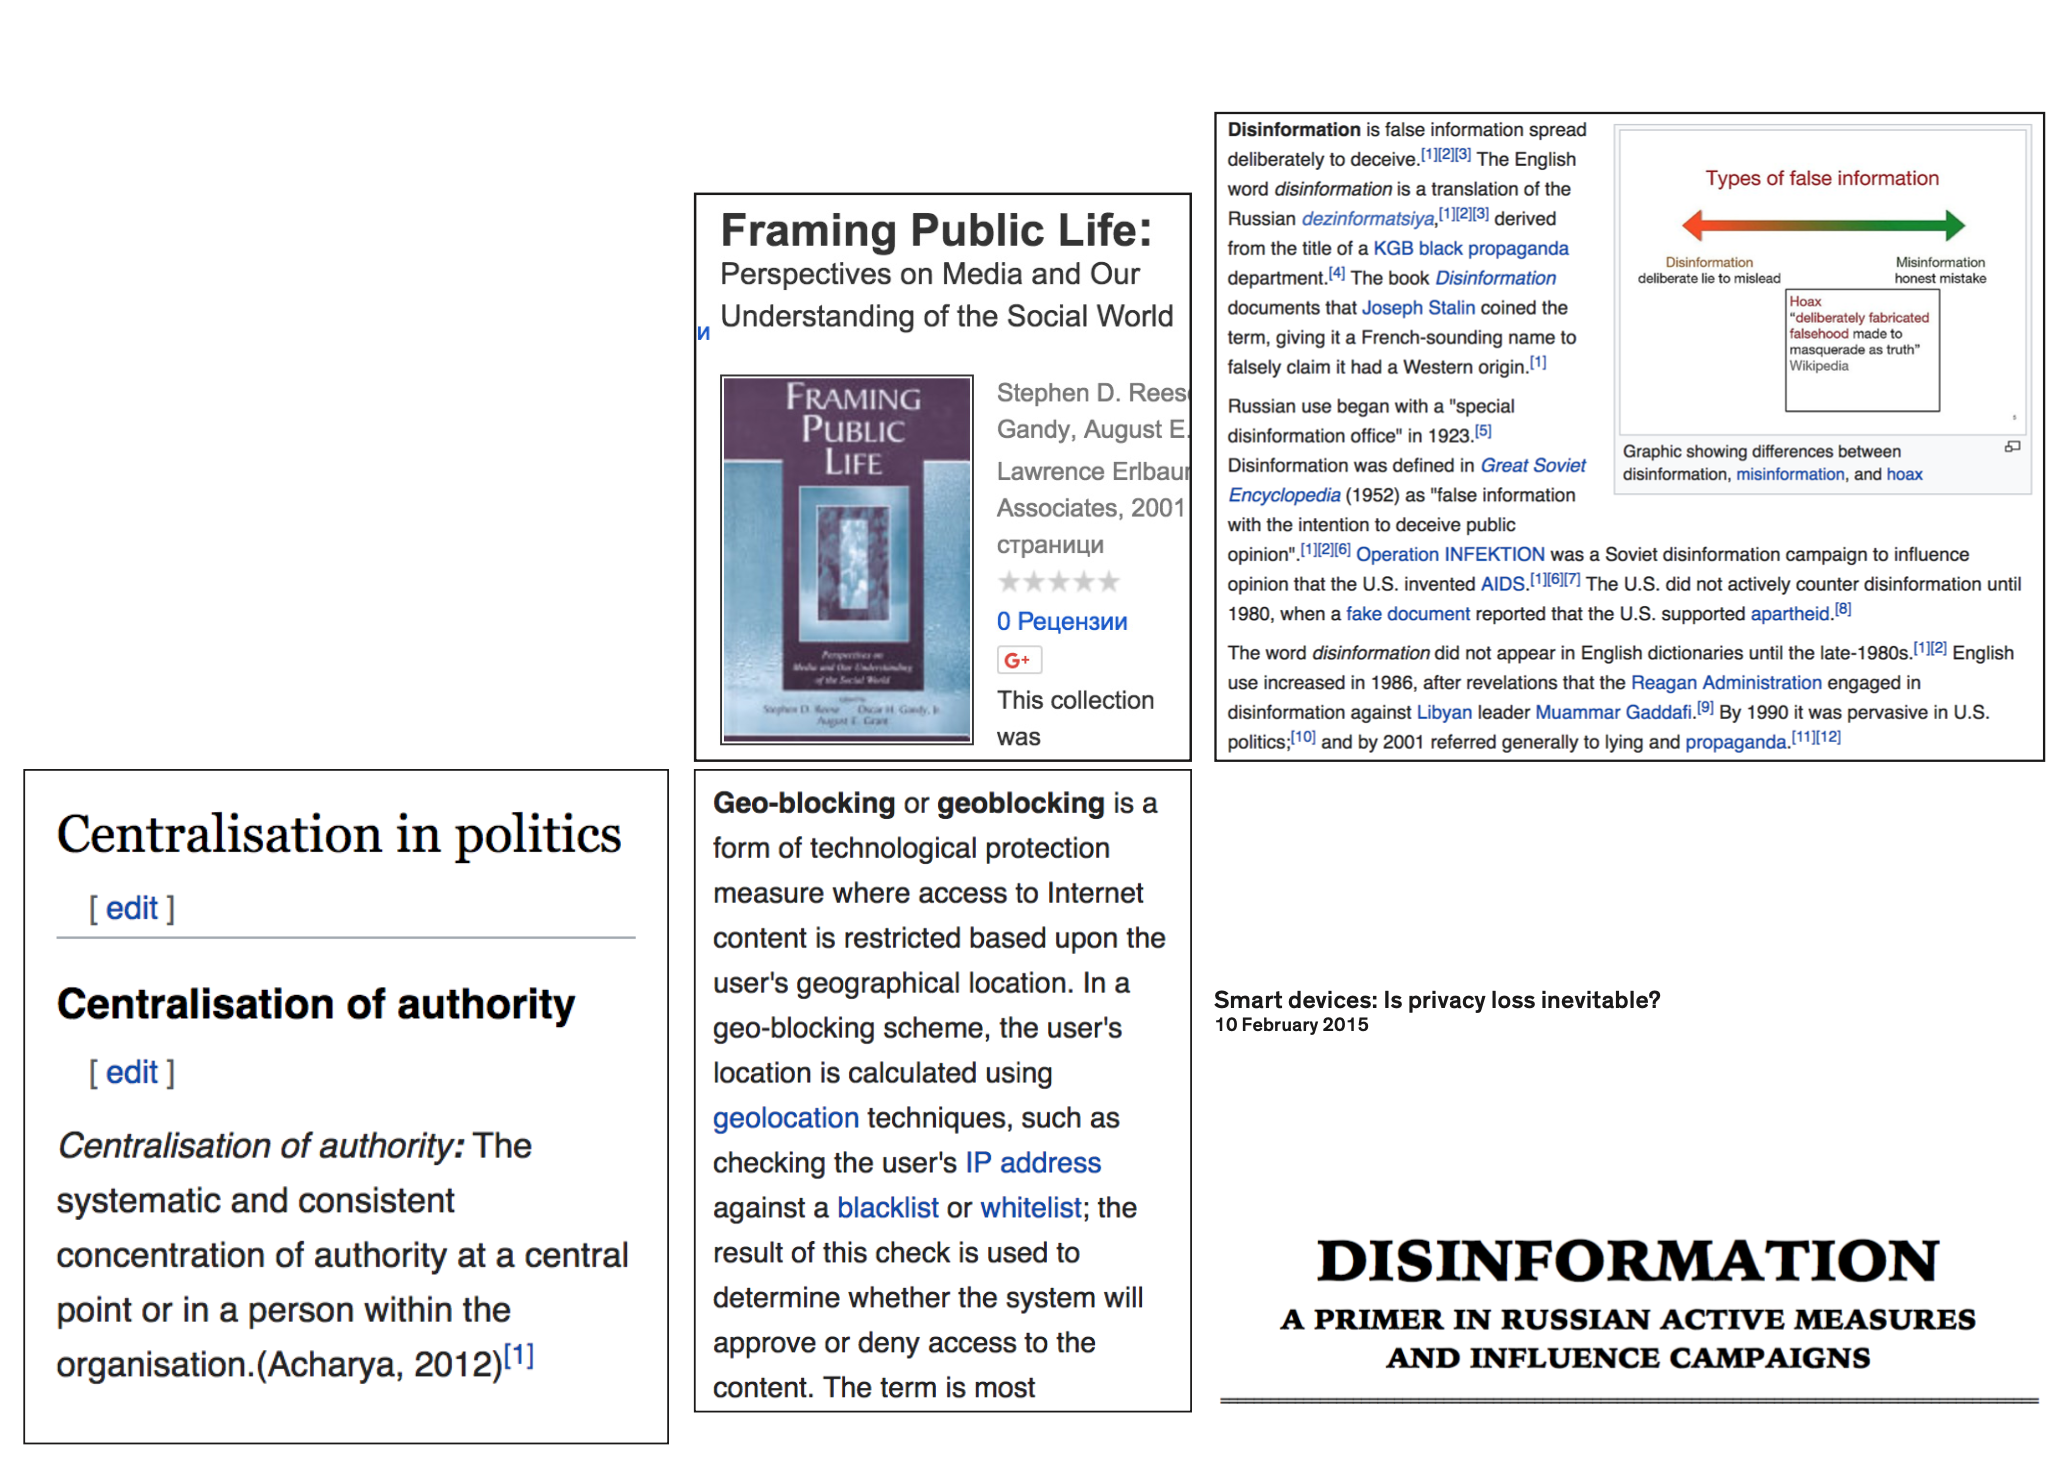 Framing Public Life:
Perspectives on Media and Our
Understanding of the Social World
и
FRAMING
PUBLIC
LIFE
Perspectives on
Media and Our Understanding
of the Social World
Edited by
Stephen D. Reese Oscar H. Gandy, Jr.
August E. Grant
Stephen D. Rees
Gandy, August E.
Lawrence Erlbau
Associates, 2001
страници
0 Рецензии
G+
This collection
was
Disinformation is false information spread
deliberately to deceive.[1][2][3] The English
word disinformation is a translation of the
Russian dezinformatsiya,[1][2][3] derived
from the title of a KGB black propaganda
department.[4] The book Disinformation
documents that Joseph Stalin coined the
term, giving it a French-sounding name to
falsely claim it had a Western origin.[1]
Russian use began with a "special
disinformation office" in 1923.[5]
Disinformation was defined in Great Soviet
Encyclopedia (1952) as "false information
with the intention to deceive public
opinion".[1][2][6] Operation INFEKTION was a Soviet disinformation campaign to influence
opinion that the U.S. invented AIDS.[1][6][7] The U.S. did not actively counter disinformation until
1980, when a fake document reported that the U.S. supported apartheid.[8]
The word disinformation did not appear in English dictionaries until the late-1980s.[1][2] English
use increased in 1986, after revelations that the Reagan Administration engaged in
disinformation against Libyan leader Muammar Gaddafi.[9] By 1990 it was pervasive in U.S.
politics;[10] and by 2001 referred generally to lying and propaganda.[11][12]
Types of false information
Disinformation
deliberate lie to mislead
Misinformation
honest mistake
Hoax
"deliberately fabricated
falsehood made to
masquerade as truth"
Wikipedia
Graphic showing differences between
disinformation, misinformation, and hoax
Centralisation in politics
[ edit ]
Centralisation of authority
[ edit ]
Centralisation of authority: The
systematic and consistent
concentration of authority at a central
point or in a person within the
organisation.(Acharya, 2012)[1]
Geo-blocking or geoblocking is a
form of technological protection
measure where access to Internet
content is restricted based upon the
user's geographical location. In a
geo-blocking scheme, the user's
location is calculated using
geolocation techniques, such as
checking the user's IP address
against a blacklist or whitelist; the
result of this check is used to
determine whether the system will
approve or deny access to the
content. The term is most
Smart devices: Is privacy loss inevitable?
10 February 2015
DISINFORMATION
A PRIMER IN RUSSIAN ACTIVE MEASURES
AND INFLUENCE CAMPAIGNS